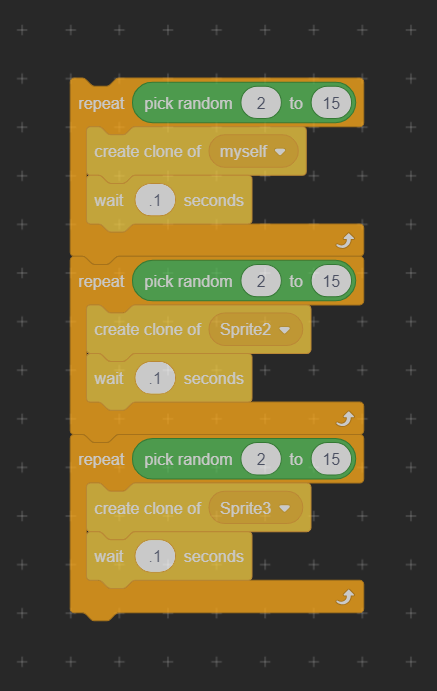 repeat pick random 2 to 15
create clone of myself
wait .1 seconds
repeat pick random 2 to 15
create clone of Sprite2
wait .1 seconds
repeat pick random 2 to 15
create clone of Sprite3
wait .1 seconds